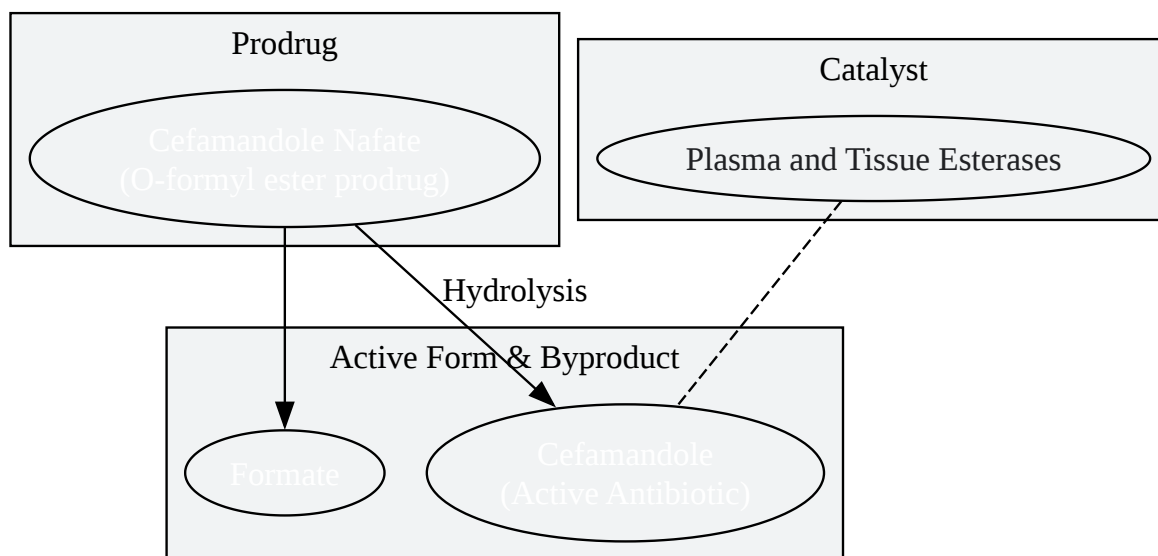 Prodrug
Cefamandole Nafate
(O-formyl ester prodrug)
Catalyst
Plasma and Tissue Esterases
Hydrolysis
Active Form & Byproduct
Formate
Cefamandole
(Active Antibiotic)